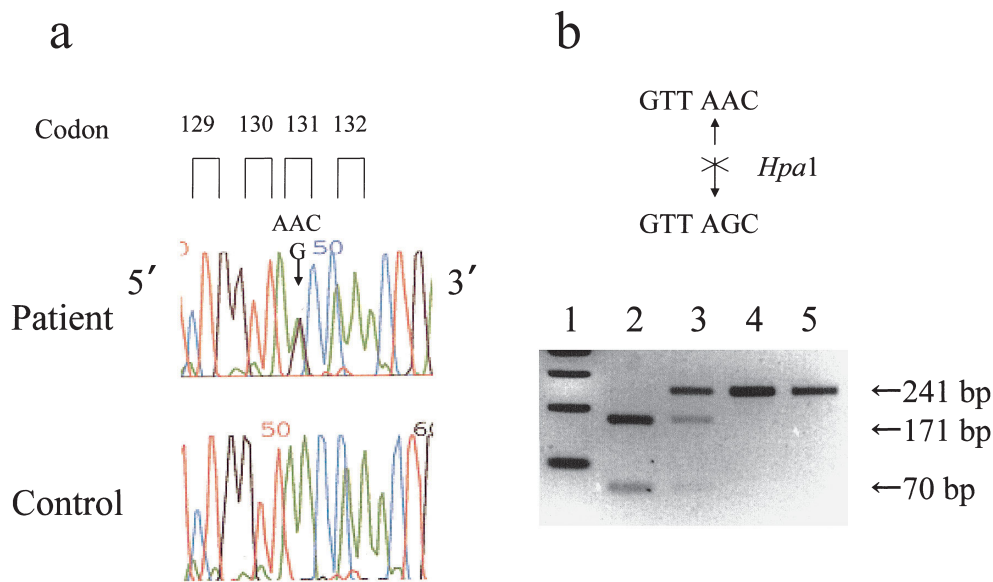 a
Codon
129 130 131 132
AAC
G 50
5′ 3′
Patient
50
Control
b
GTT AAC
Hpa1
GTT AGC
1 2 3 4 5
←241 bp
←171 bp
←70 bp